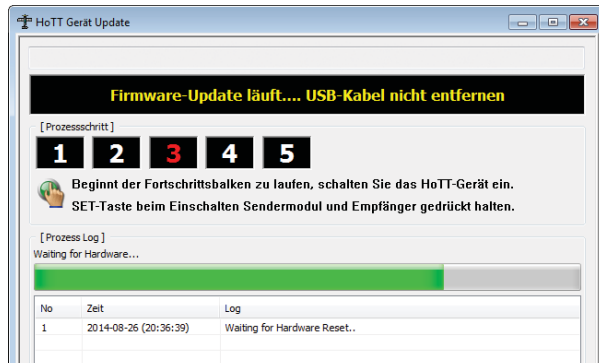 HoTT Gerät Update
Firmware-Update läuft.... USB-Kabel nicht entfernen
[ Prozessschritt ]
1 2 3 4 5
Beginnt der Fortschrittsbalken zu laufen, schalten Sie das HoTT-Gerät ein.
SET-Taste beim Einschalten Sendermodul und Empfänger gedrückt halten.
[ Prozess Log ]
Waiting for Hardware...
No Zeit Log
1 2014-08-26 (20:36:39) Waiting for Hardware Reset..